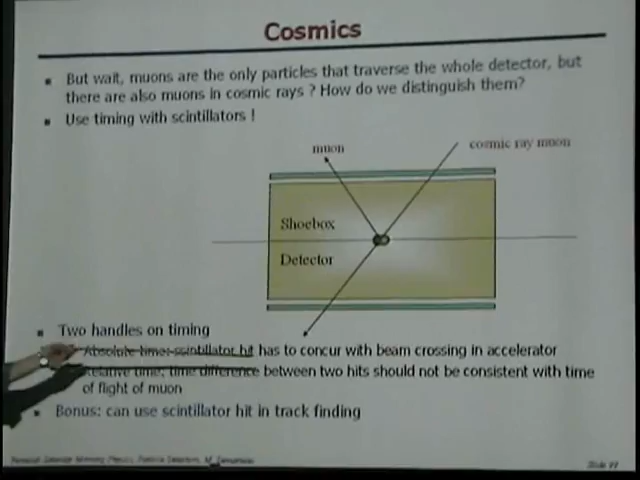 Cosmics
But wait, muons are the only particles that traverse the whole detector, but
there are also muons in cosmic rays ? How do we distinguish them?
Use timing with scintillators !
muon
cosmic ray muon
Shoebox
Detector
Two handles on timing
Absolute time: scintillator hit has to concur with beam crossing in accelerator
Relative time: time difference between two hits should not be consistent with time
of flight of muon
Bonus: can use scintillator hit in track finding